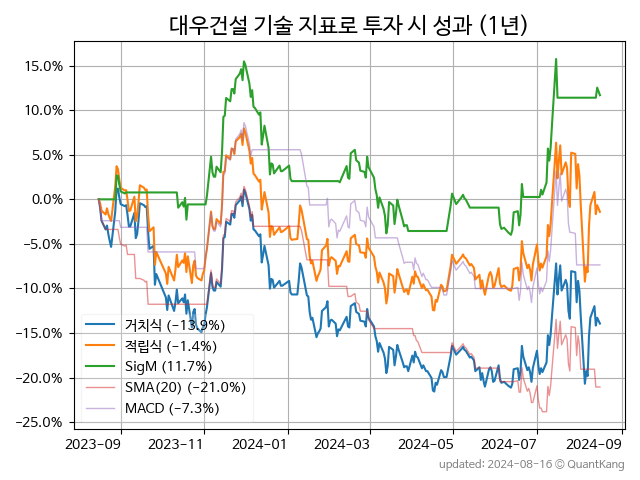 대우건설 기술 지표로 투자 시 성과 (1년)
15.0%
10.0%
5.0%
0.0%
−5.0%
−10.0%
−15.0%
−20.0%
−25.0%
거치식 (−13.9%)
적립식 (−1.4%)
SigM (11.7%)
SMA(20) (−21.0%)
MACD (−7.3%)
2023−09 2023−11 2024−01 2024−03 2024−05 2024−07 2024−09
updated: 2024-08-16 © QuantKang